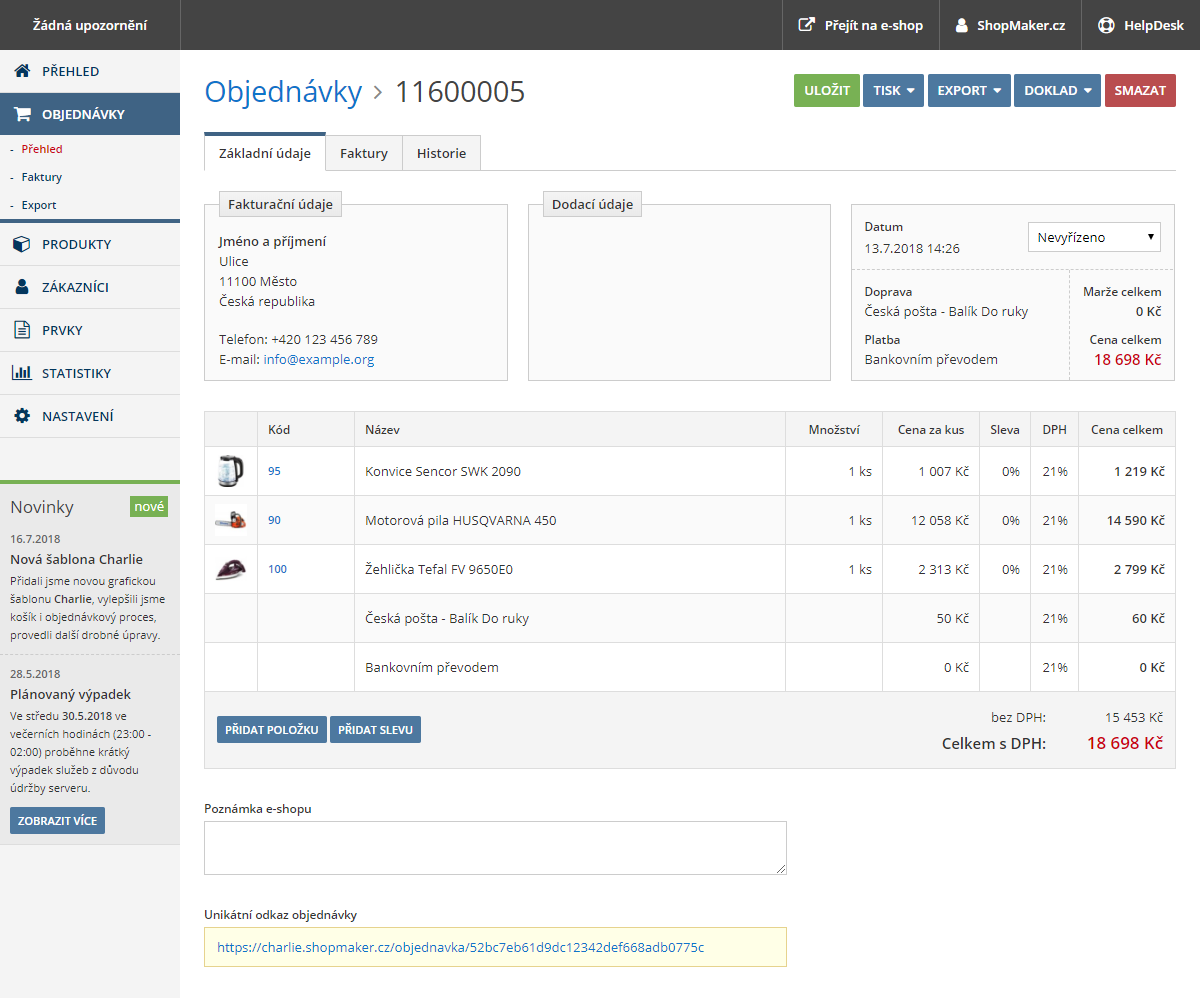 Žádná upozornění
Přejít na e-shop
ShopMaker.cz
HelpDesk
PŘEHLED
OBJEDNÁVKY
- Přehled
- Faktury
- Export
PRODUKTY
ZÁKAZNÍCI
PRVKY
STATISTIKY
NASTAVENÍ
Novinky nové
16.7.2018
Nová šablona Charlie
Přidali jsme novou grafickou
šablonu Charlie, vylepšili jsme
košík i objednávkový proces,
provedli další drobné úpravy.
28.5.2018
Plánovaný výpadek
Ve středu 30.5.2018 ve
večerních hodinách (23:00 -
02:00) proběhne krátký
výpadek služeb z důvodu
údržby serveru.
ZOBRAZIT VÍCE
Objednávky › 11600005
ULOŽIT TISK EXPORT DOKLAD SMAZAT
Základní údaje Faktury Historie
Fakturační údaje
Jméno a příjmení
Ulice
11100 Město
Česká republika
Telefon: +420 123 456 789
E-mail: info@example.org
Dodací údaje
Datum
13.7.2018 14:26
Nevyřízeno
Doprava
Česká pošta - Balík Do ruky
Platba
Bankovním převodem
Marže celkem
0 Kč
Cena celkem
18 698 Kč
Kód Název Množství Cena za kus Sleva DPH Cena celkem
95 Konvice Sencor SWK 2090 1 ks 1 007 Kč 0% 21% 1 219 Kč
90 Motorová pila HUSQVARNA 450 1 ks 12 058 Kč 0% 21% 14 590 Kč
100 Žehlička Tefal FV 9650E0 1 ks 2 313 Kč 0% 21% 2 799 Kč
Česká pošta - Balík Do ruky 50 Kč 21% 60 Kč
Bankovním převodem 0 Kč 21% 0 Kč
PŘIDAT POLOŽKU PŘIDAT SLEVU
bez DPH: 15 453 Kč
Celkem s DPH: 18 698 Kč
Poznámka e-shopu
Unikátní odkaz objednávky
https://charlie.shopmaker.cz/objednavka/52bc7eb61d9dc12342def668adb0775c